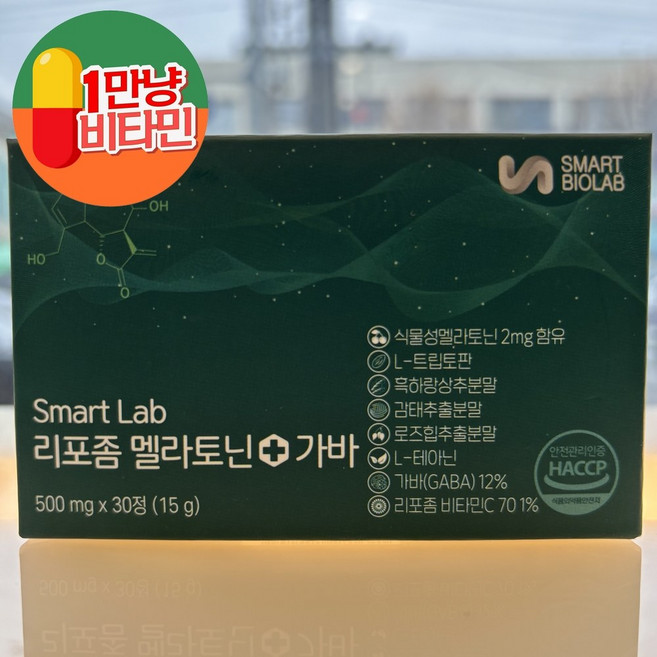 1만냥
비타민
SMART
BIOLAB
OH
HO
O
O
식물성멜라토닌 2mg 함유
L-트립토판
흑하랑상추분말
감태추출분말
로즈힙추출분말
L-테아닌
가바(GABA) 12%
리포좀 비타민C 70 1%
Smart Lab
리포좀 멜라토닌 가바
500 mg x 30정 (15 g)
안전관리인증
HACCP